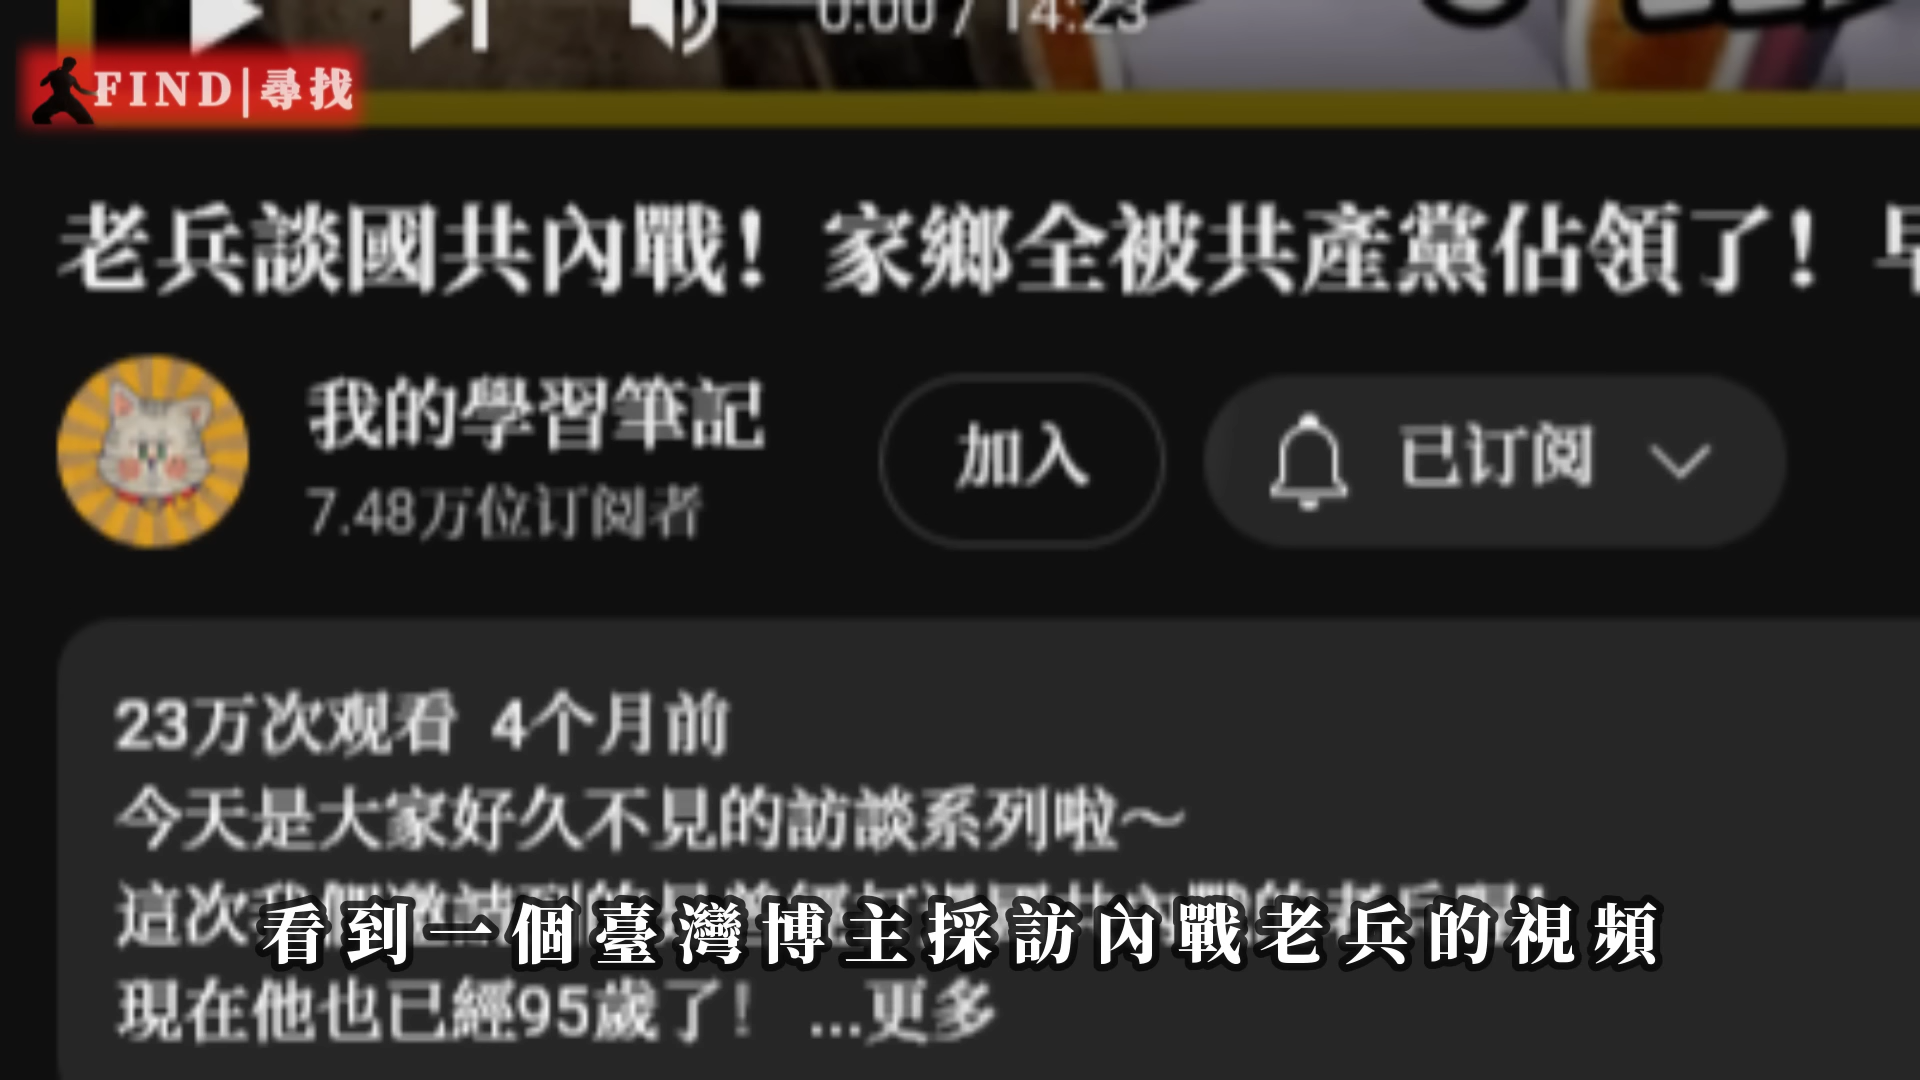 0:00 / 14:23
FIND|尋找
老兵談國共內戰！家鄉全被共產黨佔領了！早
我的學習筆記
7.48万位订阅者
加入
已订阅
23万次观看 4个月前
今天是大家好久不見的訪談系列啦～
這次
看到一個臺灣博主採訪內戰老兵的視頻
現在他也已經95歲了！ ...更多